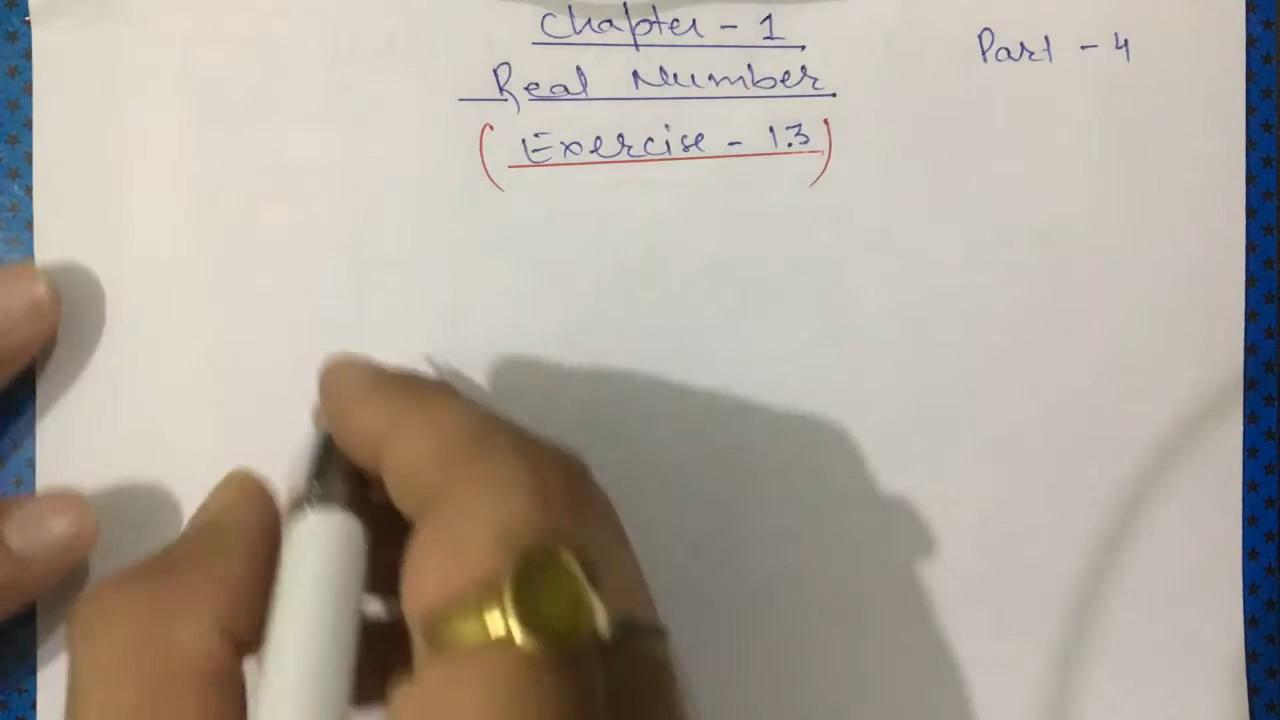 Chapter - 1
Part - 4
Real Number
(Exercise - 1.3)